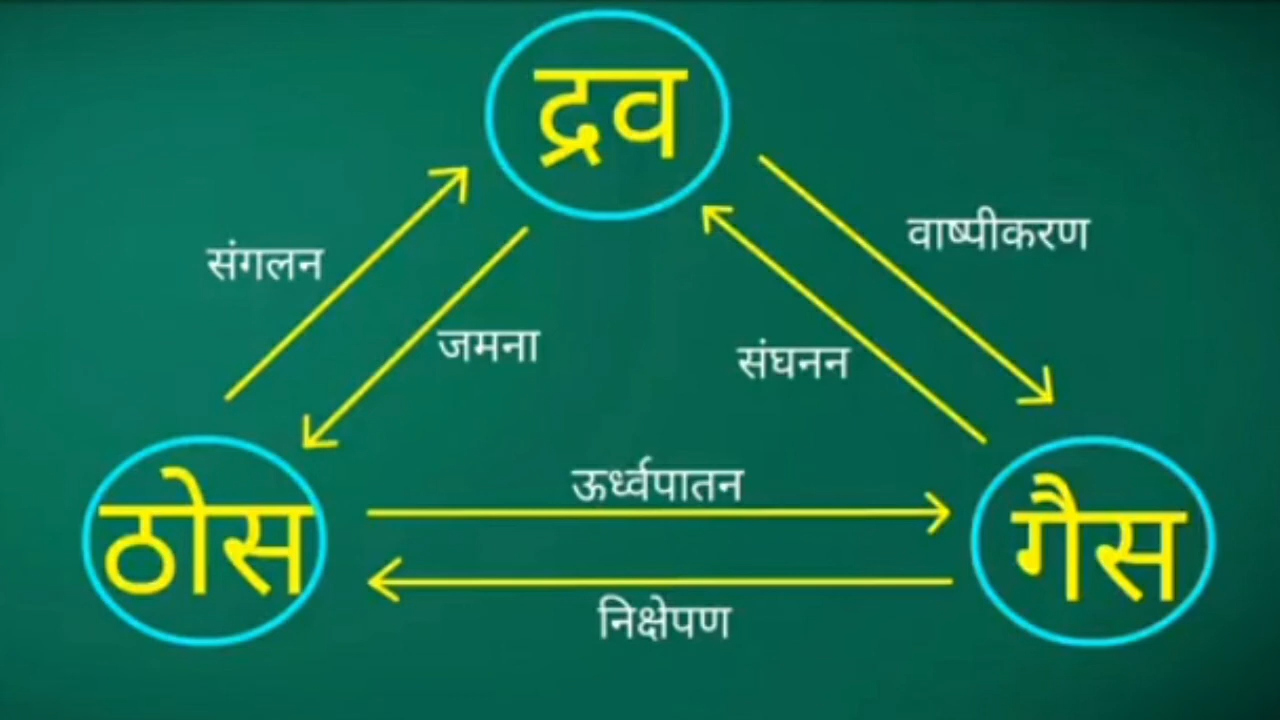 द्रव
वाष्पीकरण
संगलन
जमना
संघनन
ऊर्ध्वपातन
ठोस
गैस
निक्षेपण